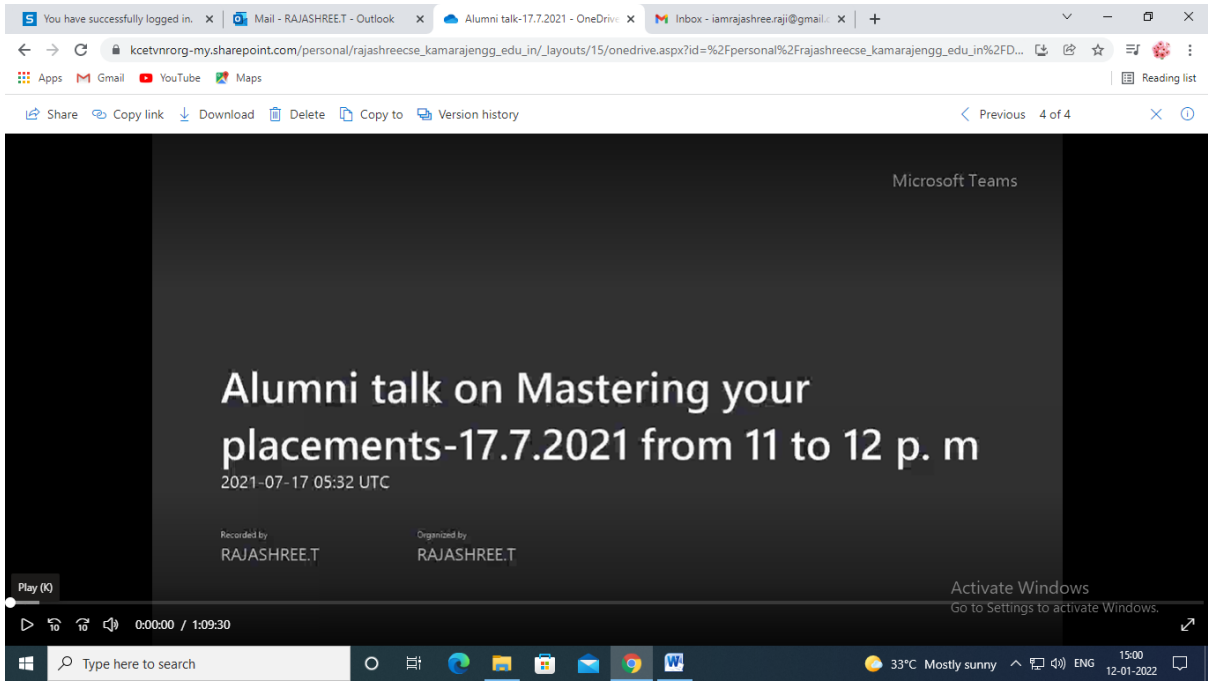 You have successfully logged in.
Mail - RAJASHREE.T - Outlook
Alumni talk-17.7.2021 - OneDrive
Inbox - iamrajashree.raji@gmail.
kcetvnrorg-my.sharepoint.com/personal/rajashreecse_kamarajengg_edu_in/_layouts/15/onedrive.aspx?id=%2Fpersonal%2Frajashreecse_kamarajengg_edu_in%2FD...
Apps Gmail YouTube Maps Reading list
Share Copy link Download Delete Copy to Version history Previous 4 of 4
Microsoft Teams
Alumni talk on Mastering your
placements-17.7.2021 from 11 to 12 p. m
2021-07-17 05:32 UTC
Recorded by Organized by
RAJASHREE.T RAJASHREE.T
Play (K)
Activate Windows
Go to Settings to activate Windows.
10 10 0:00:00 / 1:09:30
Type here to search
33°C Mostly sunny ENG 15:00
12-01-2022